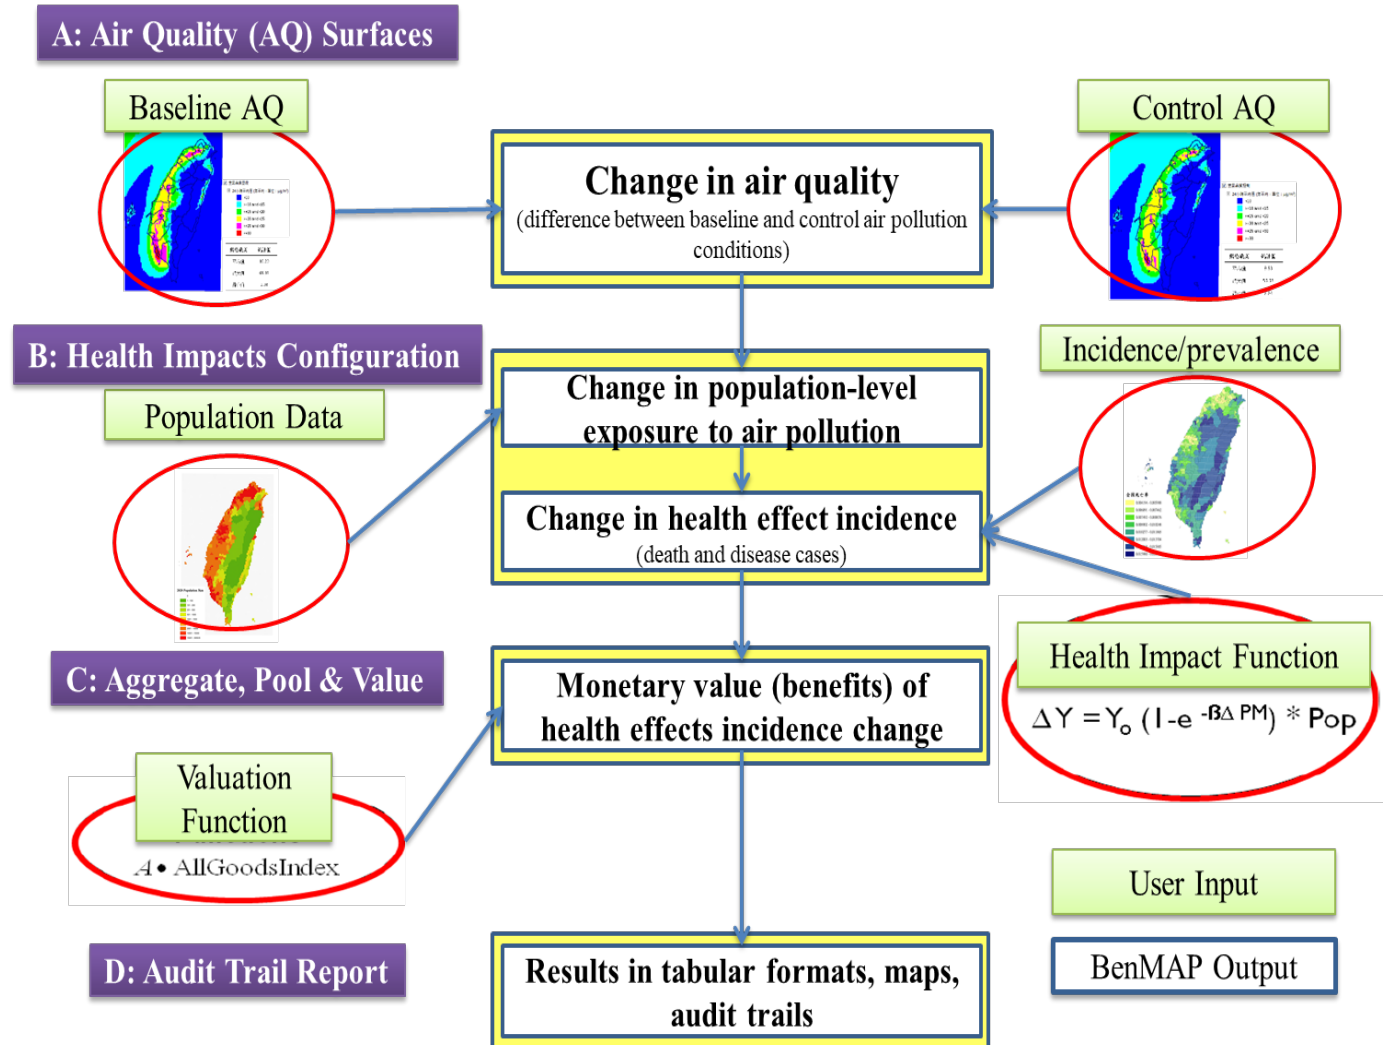 A: Air Quality (AQ) Surfaces
Baseline AQ
Control AQ
Change in air quality
(difference between baseline and control air pollution
conditions)
B: Health Impacts Configuration
Incidence/prevalence
Population Data
Change in population-level
exposure to air pollution
Change in health effect incidence
(death and disease cases)
Health Impact Function
Δ Y = Yₒ (1-e ^-ßΔ PM) * Pop
C: Aggregate, Pool & Value
Monetary value (benefits) of
health effects incidence change
Valuation
Function
A • AllGoodsIndex
User Input
D: Audit Trail Report
BenMAP Output
Results in tabular formats, maps,
audit trails